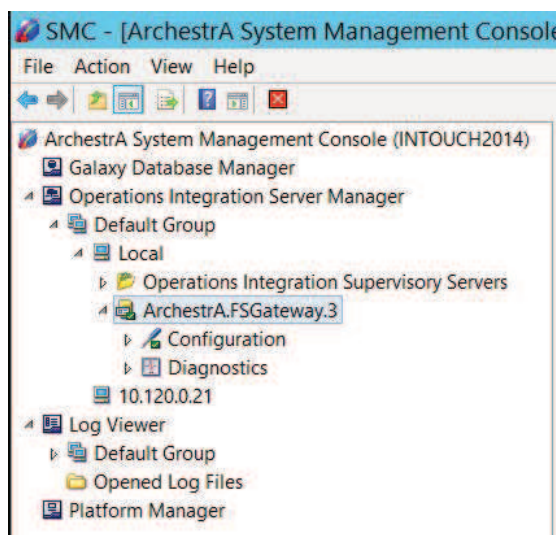 SMC - [ArchestrA System Management Console
File Action View Help
ArchestrA System Management Console (INTOUCH2014)
Galaxy Database Manager
Operations Integration Server Manager
Default Group
Local
Operations Integration Supervisory Servers
ArchestrA.FSGateway.3
Configuration
Diagnostics
10.120.0.21
Log Viewer
Default Group
Opened Log Files
Platform Manager